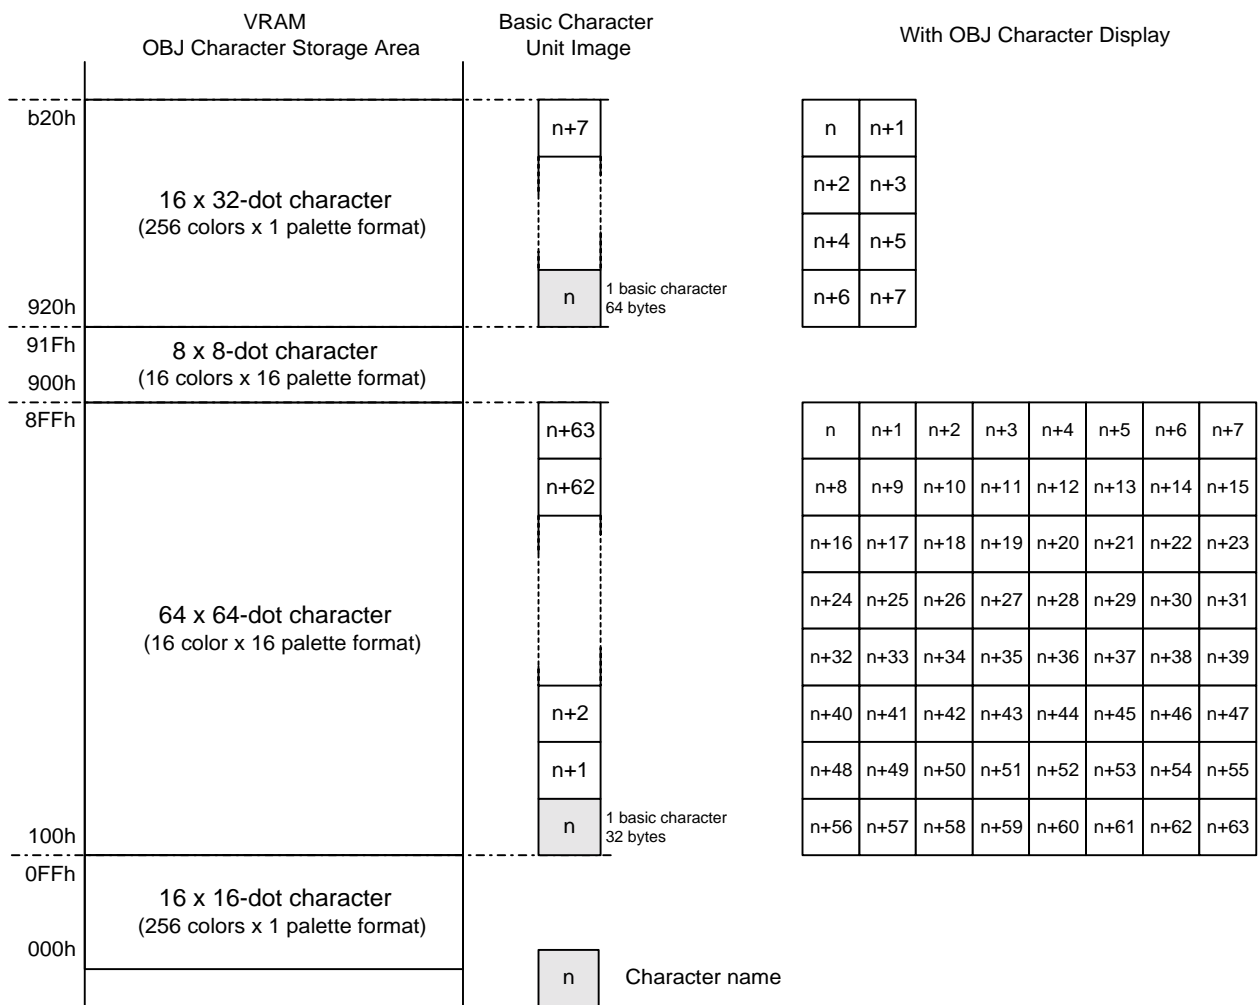 VRAM
OBJ Character Storage Area
Basic Character
Unit Image
With OBJ Character Display
b20h
16 x 32-dot character
(256 colors x 1 palette format)
920h
n+7
n
1 basic character
64 bytes
n n+1
n+2 n+3
n+4 n+5
n+6 n+7
91Fh
8 x 8-dot character
(16 colors x 16 palette format)
900h
8FFh
64 x 64-dot character
(16 color x 16 palette format)
100h
n+63
n+62
n+2
n+1
n
1 basic character
32 bytes
n n+1 n+2 n+3 n+4 n+5 n+6 n+7
n+8 n+9 n+10 n+11 n+12 n+13 n+14 n+15
n+16 n+17 n+18 n+19 n+20 n+21 n+22 n+23
n+24 n+25 n+26 n+27 n+28 n+29 n+30 n+31
n+32 n+33 n+34 n+35 n+36 n+37 n+38 n+39
n+40 n+41 n+42 n+43 n+44 n+45 n+46 n+47
n+48 n+49 n+50 n+51 n+52 n+53 n+54 n+55
n+56 n+57 n+58 n+59 n+60 n+61 n+62 n+63
0FFh
16 x 16-dot character
(256 colors x 1 palette format)
000h
n Character name